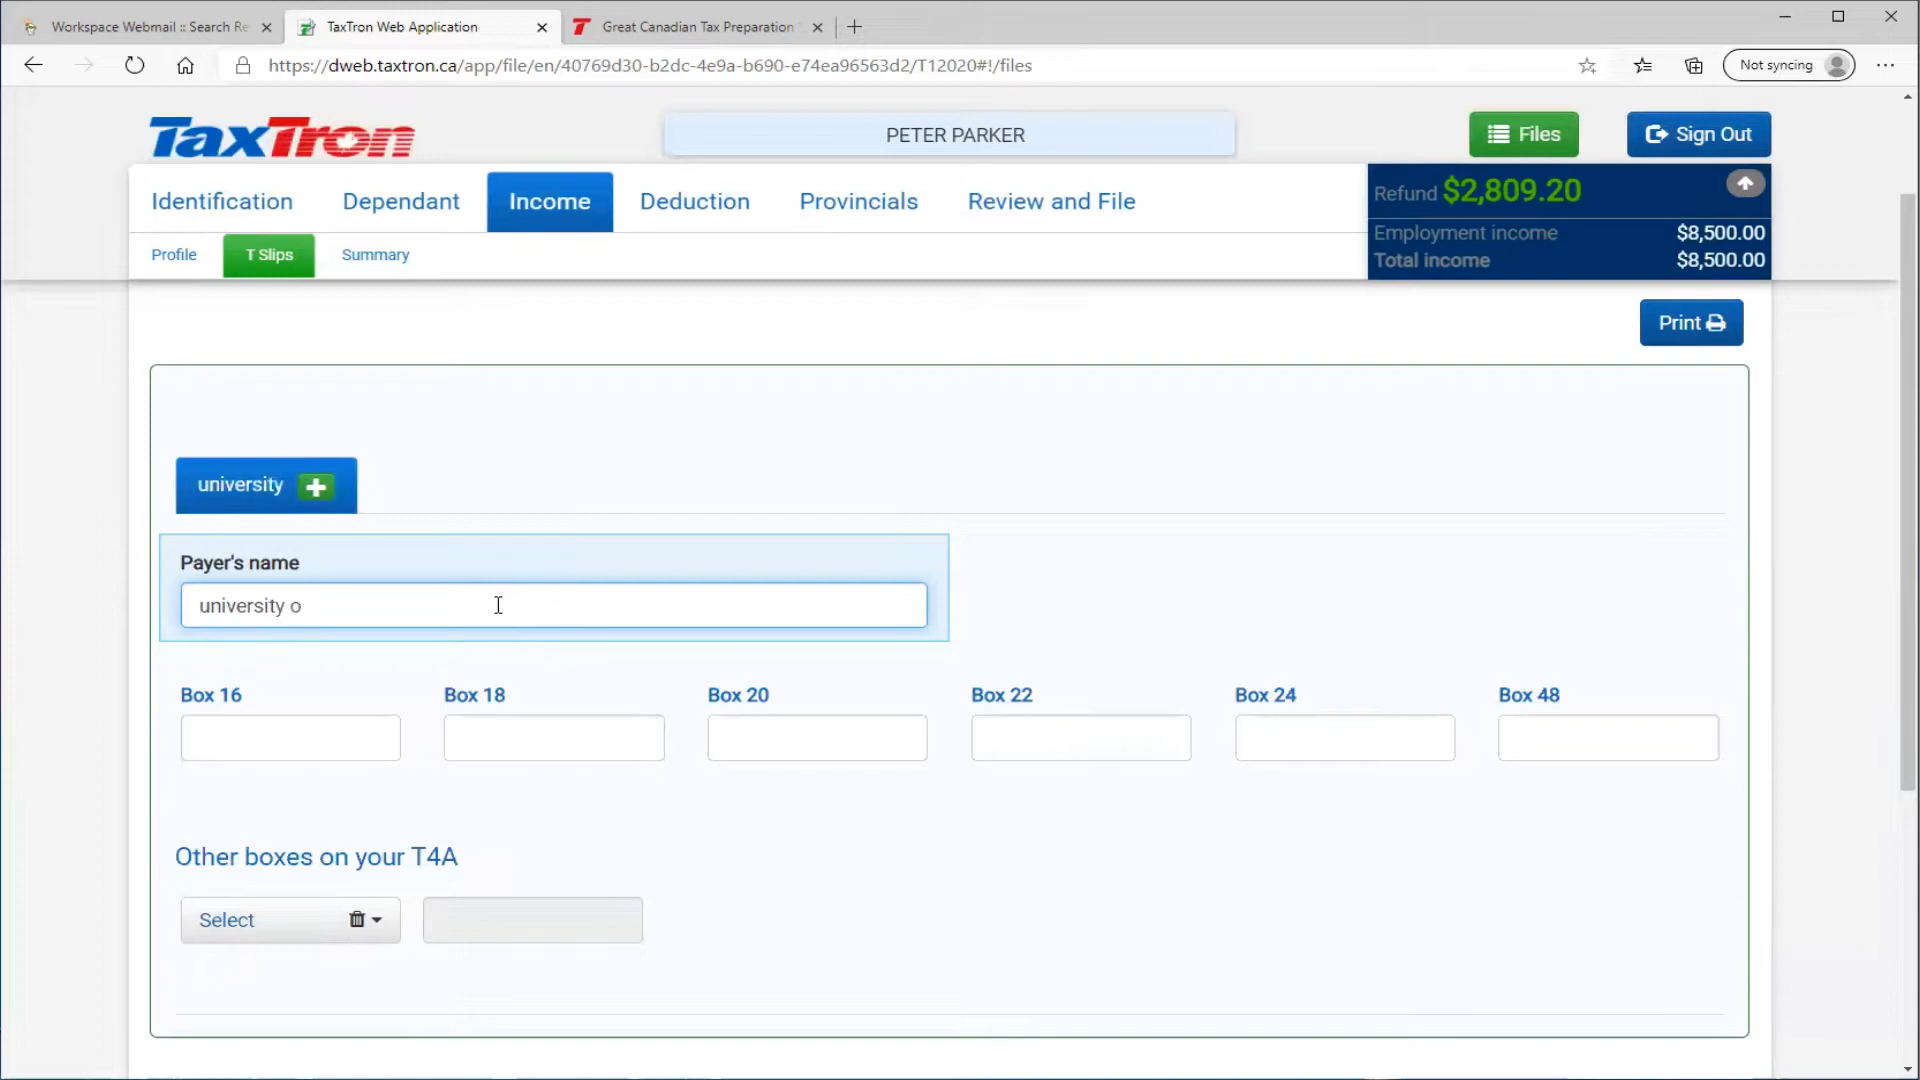 Workspace Webmail :: Search Re
TaxTron Web Application
Great Canadian Tax Preparation
https://dweb.taxtron.ca/app/file/en/40769d30-b2dc-4e9a-b690-e74ea96563d2/T12020#!/files
Not syncing
TaxTron
PETER PARKER
Files
Sign Out
Identification
Dependant
Income
Deduction
Provincials
Review and File
Refund $2,809.20
Employment income $8,500.00
Total income $8,500.00
Profile
T Slips
Summary
Print
university
Payer's name
university o
Box 16
Box 18
Box 20
Box 22
Box 24
Box 48
Other boxes on your T4A
Select